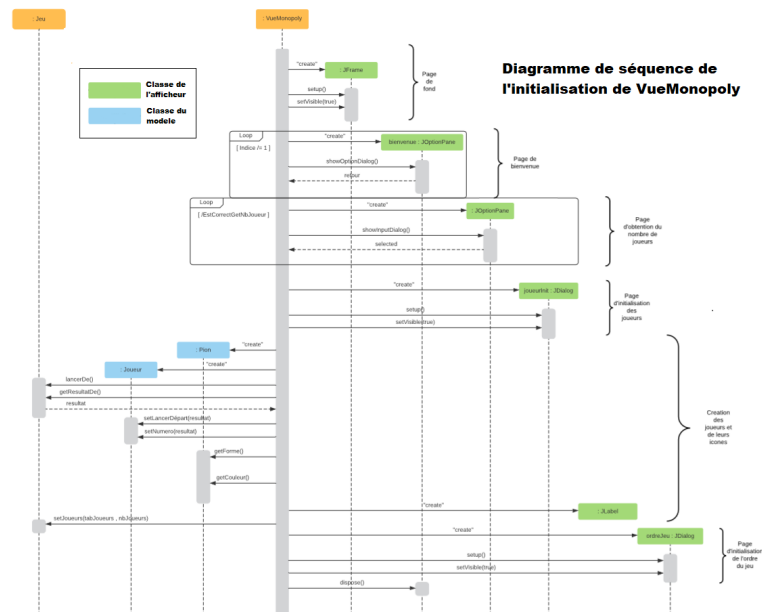 : Jeu
: VueMonopoly
Diagramme de séquence de
l'initialisation de VueMonopoly
Classe de
l'afficheur
Classe du
modele
"create"
: JFrame
setup()
setVisible(true)
Page
de
fond
Loop
[ Indice /= 1 ]
"create"
bienvenue : JOptionPane
showOptionDialog()
retour
Page de
bienvenue
Loop
[ /EstCorrectGetNbJoueur ]
"create"
: JOptionPane
showInputDialog()
selected
Page
d'obtention du
nombre de
joueurs
"create"
joueurInit : JDialog
setup()
setVisible(true)
Page
d'initialisation
des
joueurs
"create"
: Pion
"create"
: Joueur
lancerDe()
getResultatDe()
resultat
setLancerDépart(resultat)
setNumero(resultat)
getForme()
getCouleur()
"create"
: JLabel
Creation
des
joueurs et
de leurs
icones
setJoueurs(tabJoueurs , nbJoueurs)
"create"
ordreJeu : JDialog
setup()
setVisible(true)
dispose()
Page
d'initialisation
de l'ordre
du jeu